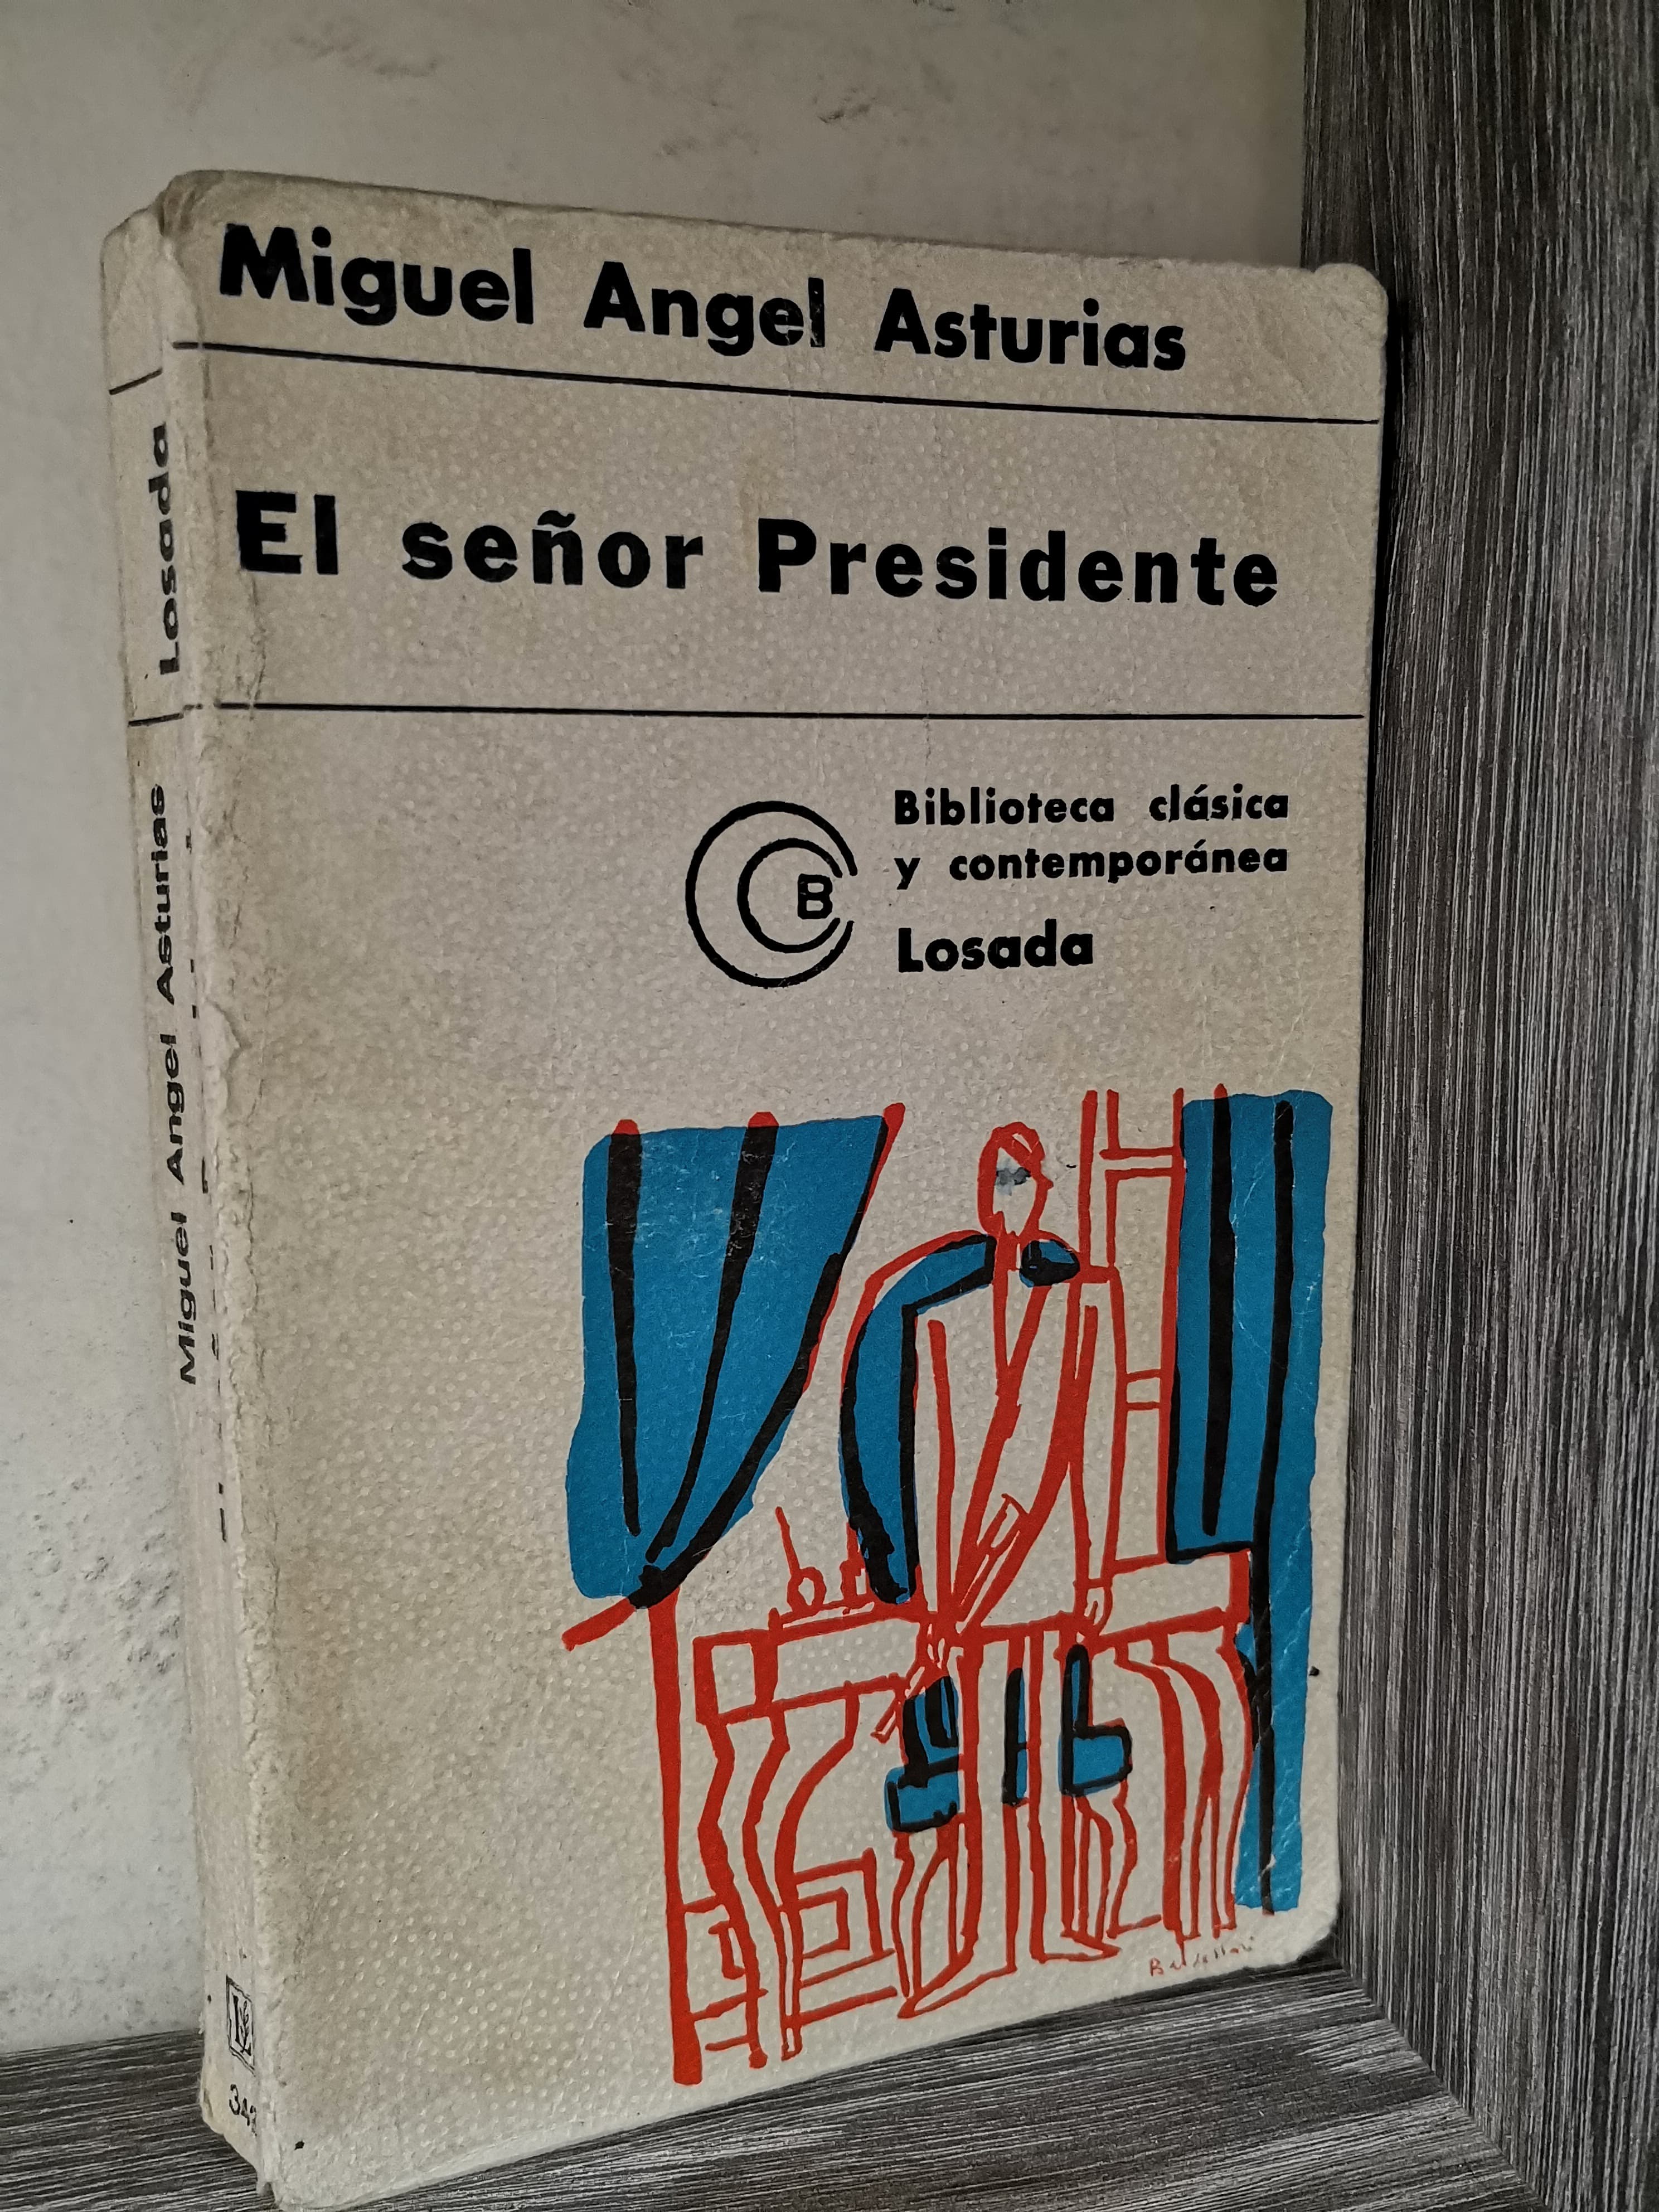 Miguel Angel Asturias
El señor Presidente
B
Biblioteca clásica
y contemporánea
Losada
Losada
Miguel Angel Asturias